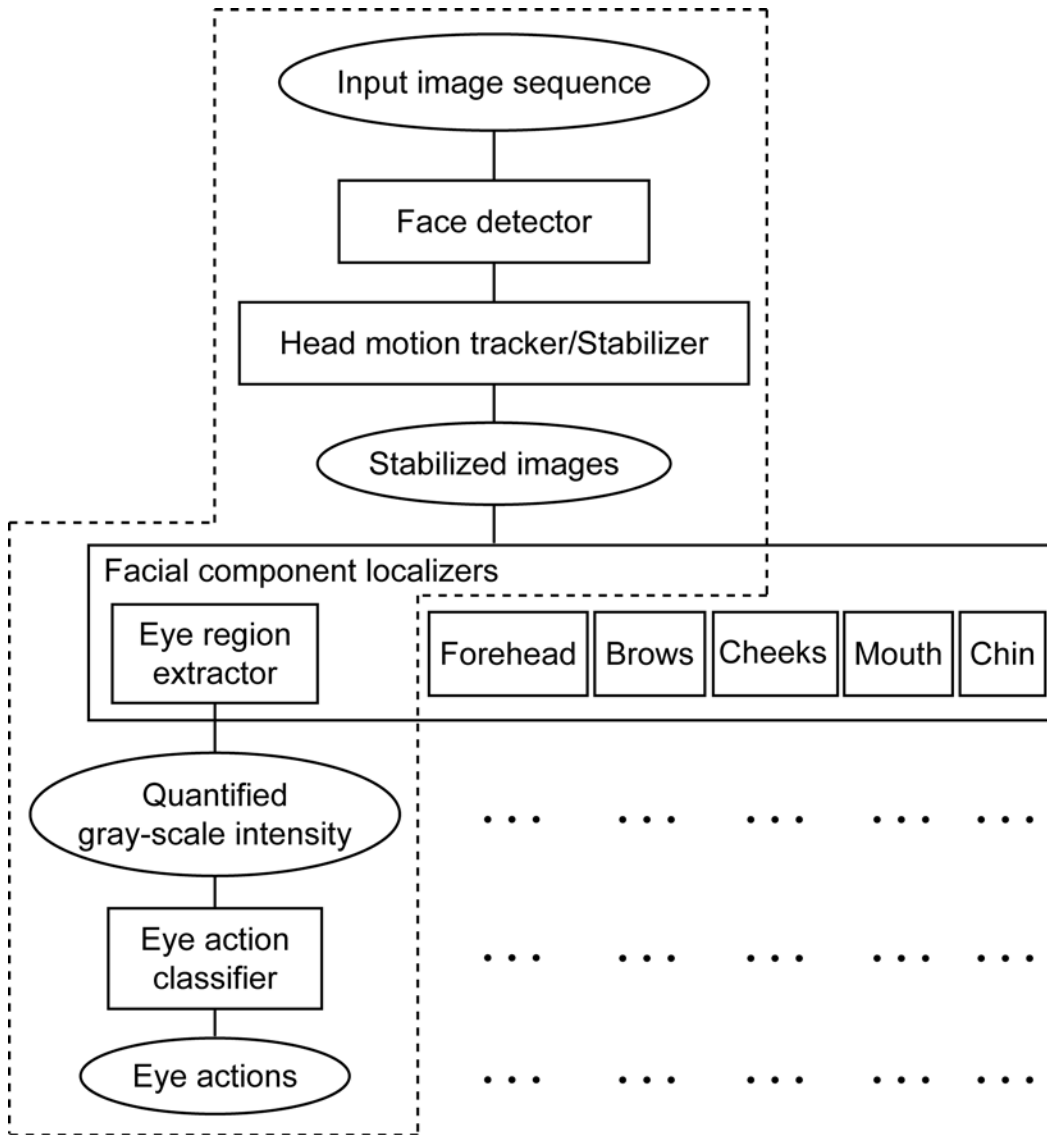 Input image sequence
Face detector
Head motion tracker/Stabilizer
Stabilized images
Facial component localizers
Eye region
extractor
Forehead
Brows
Cheeks
Mouth
Chin
Quantified
gray-scale intensity
... ... ... ... ...
Eye action
classifier
... ... ... ... ...
Eye actions
... ... ... ... ...